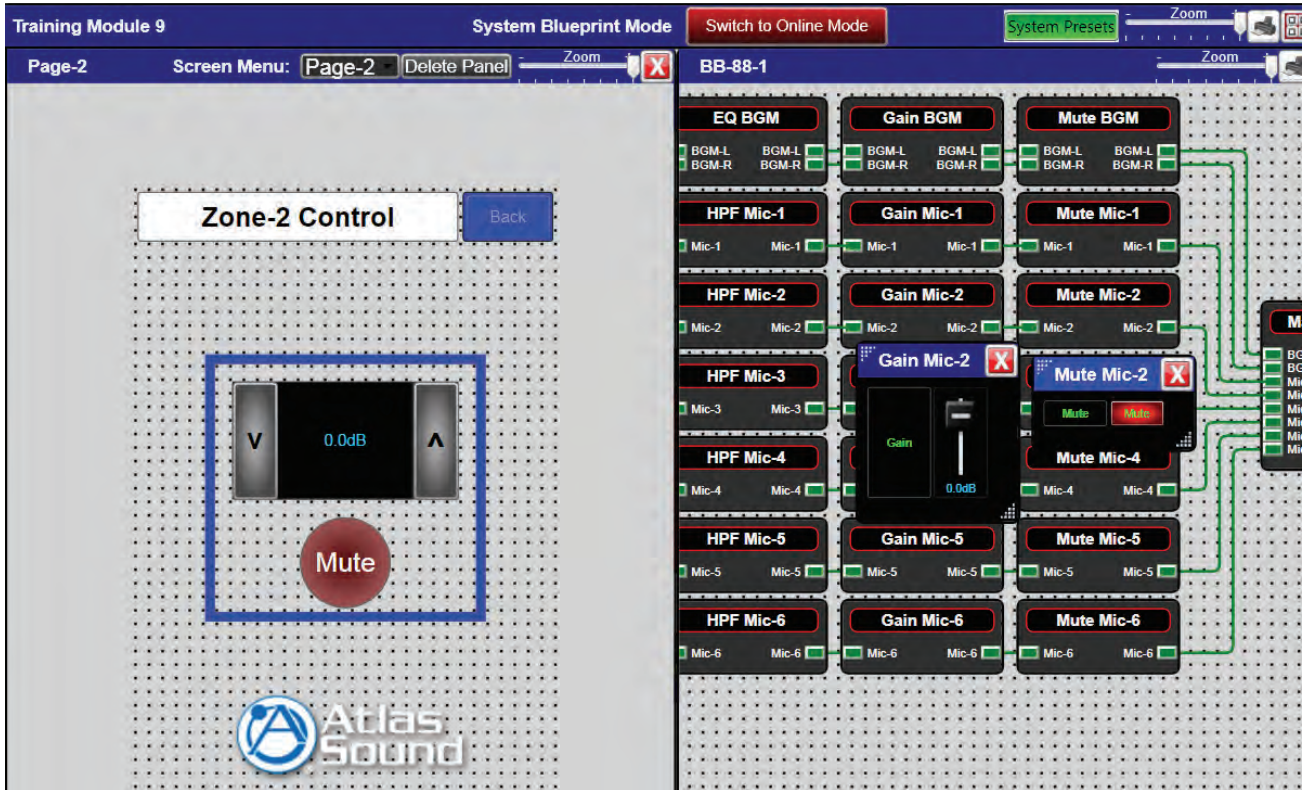 Training Module 9
System Blueprint Mode
Switch to Online Mode
System Presets
- Zoom
Page-2
Screen Menu: Page-2 Delete Panel
- Zoom +
X
BB-88-1
- Zoom +
Zone-2 Control
Back
V
0.0dB
Λ
Mute
Atlas
Sound
EQ BGM
BGM-L BGM-L
BGM-R BGM-R
Gain BGM
BGM-L BGM-L
BGM-R BGM-R
Mute BGM
BGM-L BGM-L
BGM-R BGM-R
HPF Mic-1
Mic-1 Mic-1
Gain Mic-1
Mic-1 Mic-1
Mute Mic-1
Mic-1 Mic-1
HPF Mic-2
Mic-2 Mic-2
Gain Mic-2
Mic-2 Mic-2
Mute Mic-2
Mic-2 Mic-2
HPF Mic-3
Mic-3 Mic-3
Gain Mic-2
X
Gain
0.0dB
Mute Mic-2
X
Mute Mute
HPF Mic-4
Mic-4 Mic-4
Mute Mic-4
Mic-4 Mic-4
HPF Mic-5
Mic-5 Mic-5
Gain Mic-5
Mic-5 Mic-5
Mute Mic-5
Mic-5 Mic-5
HPF Mic-6
Mic-6 Mic-6
Gain Mic-6
Mic-6 Mic-6
Mute Mic-6
Mic-6 Mic-6